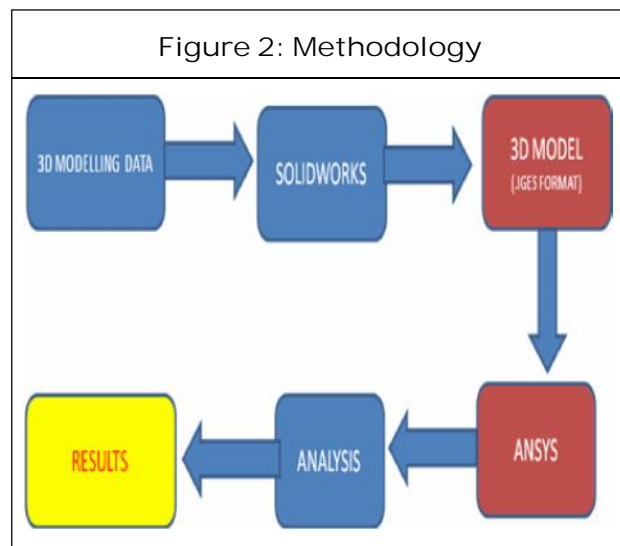 Figure 2: Methodology
3D MODELLING DATA
SOLIDWORKS
3D MODEL
(.IGES FORMAT)
ANSYS
ANALYSIS
RESULTS